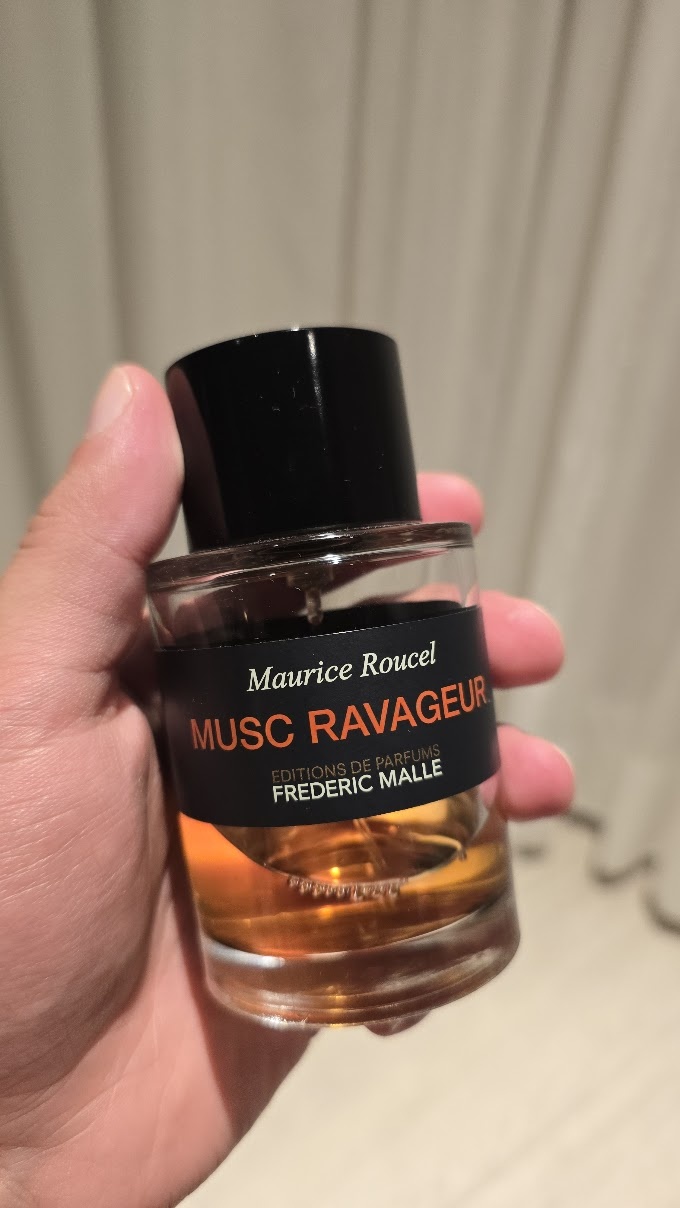 Maurice Roucel
MUSC RAVAGEUR
EDITIONS DE PARFUMS
FREDERIC MALLE